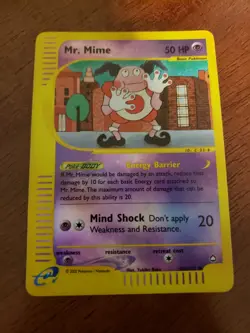 Mr. Mime 50 HP
Basic Pokémon
Poké-BODY Energy Barrier
If Mr. Mime would be damaged by an attack, reduce that
damage by 10 for each basic Energy card attached to
Mr. Mime. The maximum amount of damage that can be
reduced by this ability is 20.
Mind Shock Don't apply 20
Weakness and Resistance.
weakness resistance retreat cost